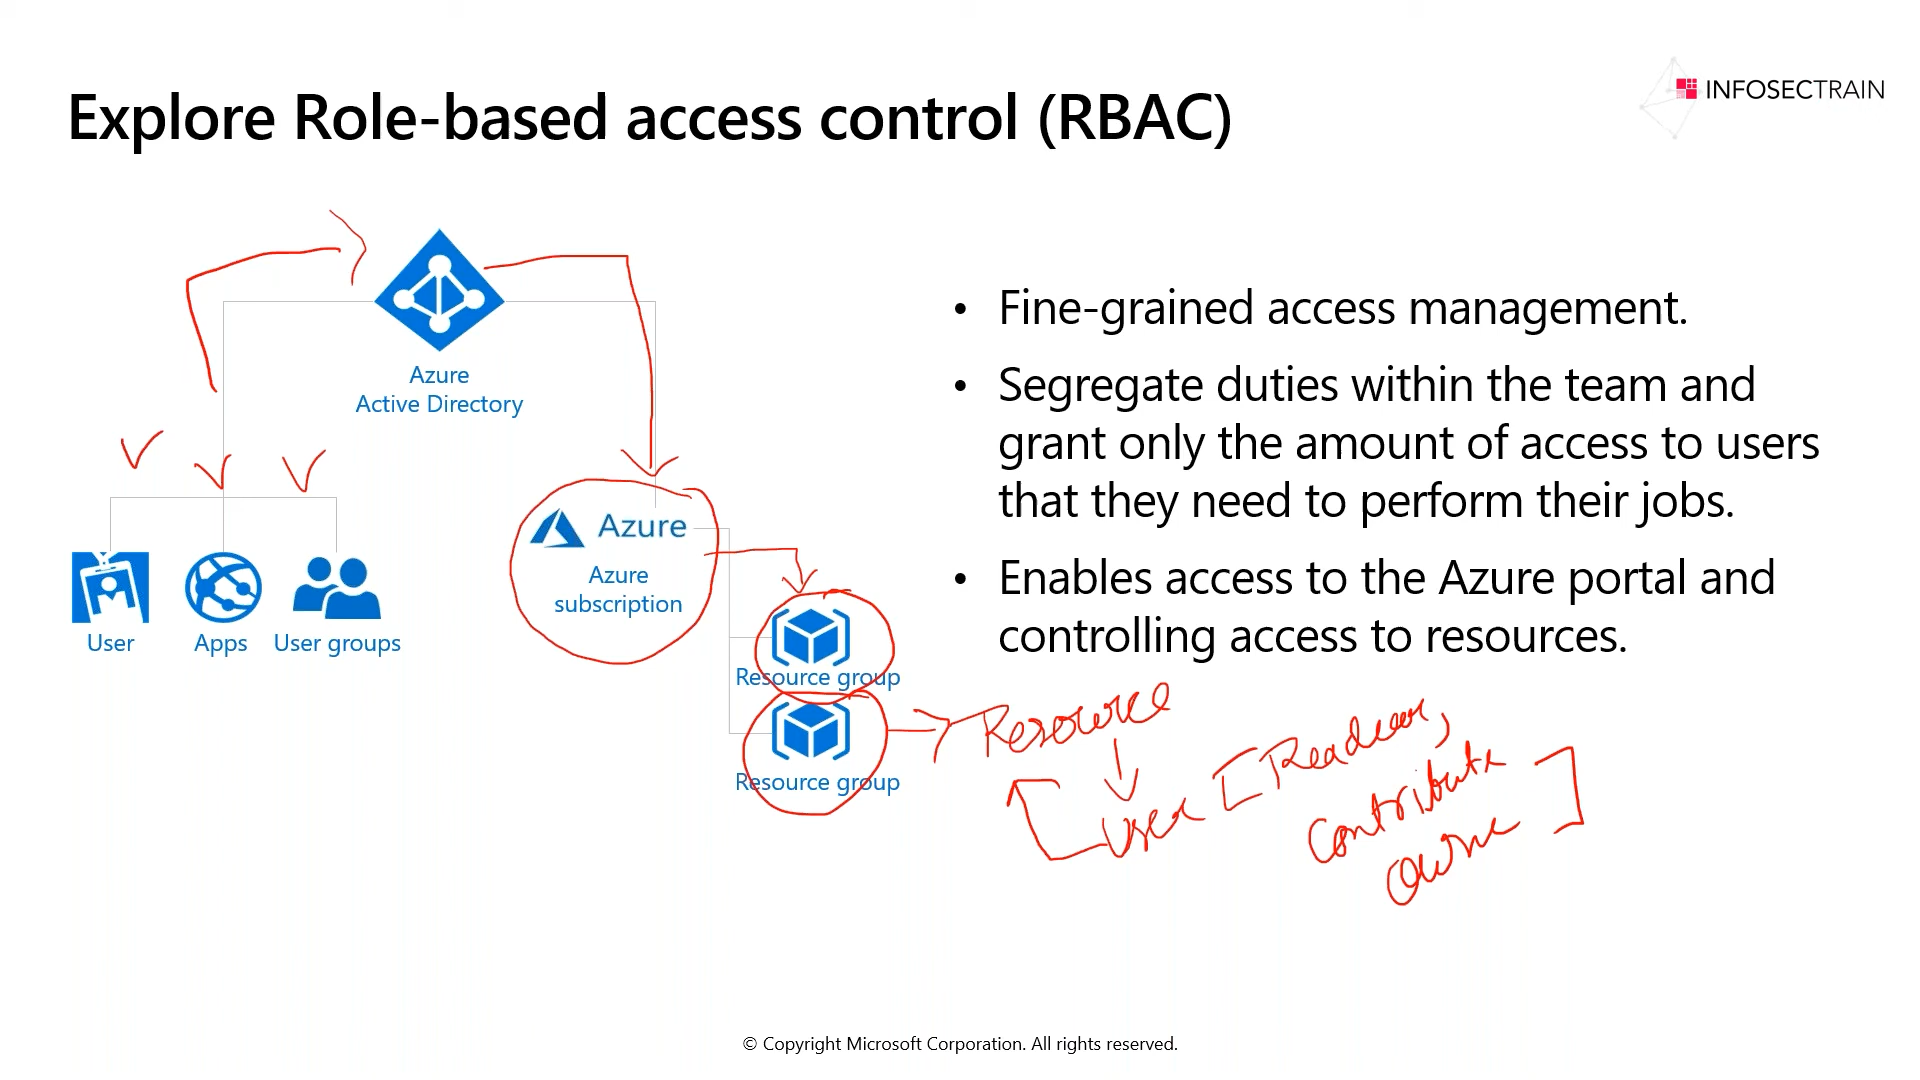 INFOSECTRAIN
Explore Role-based access control (RBAC)
Azure
Active Directory
User
Apps
User groups
Azure
Azure
subscription
Resource group
Resource group
• Fine-grained access management.
• Segregate duties within the team and
grant only the amount of access to users
that they need to perform their jobs.
• Enables access to the Azure portal and
controlling access to resources.
Resource
User [Reader,
Contribute
Owne]
© Copyright Microsoft Corporation. All rights reserved.